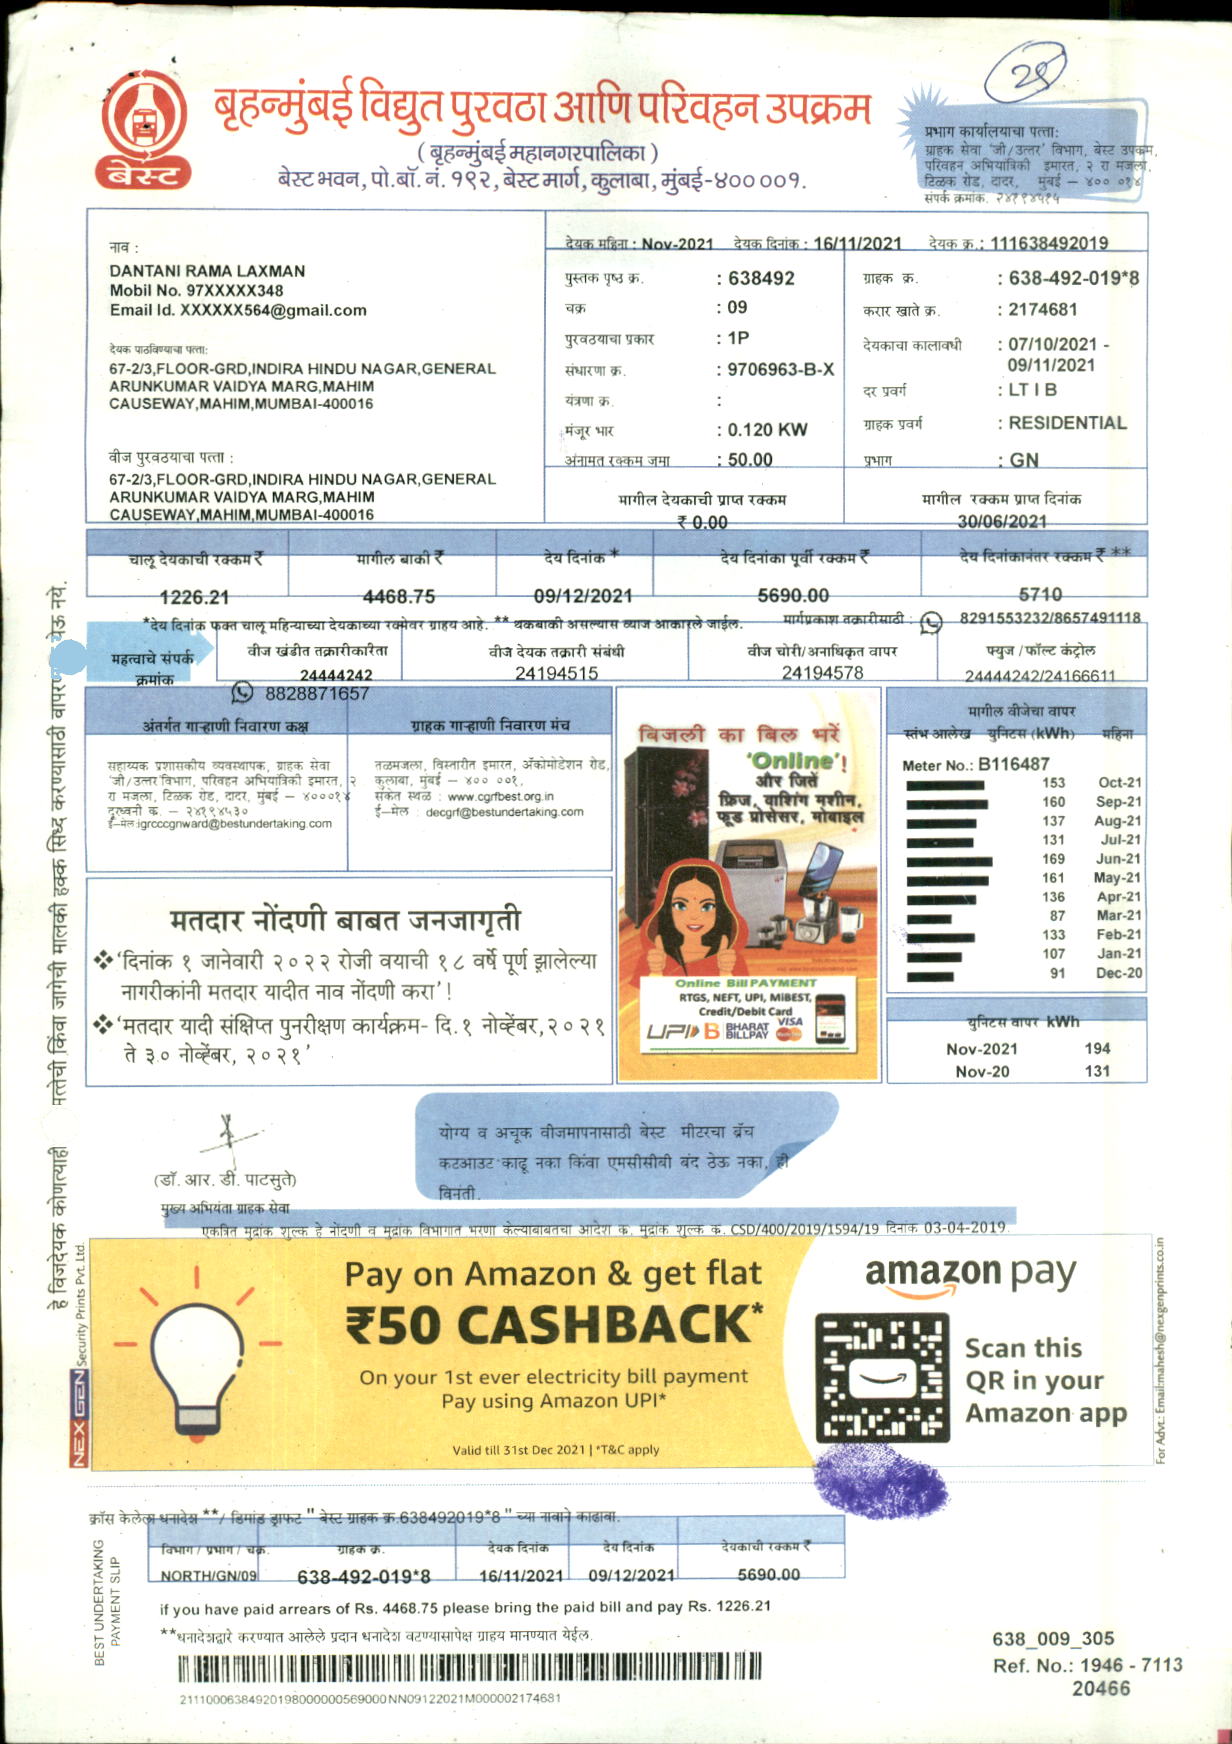 28
बृहन्मुंबई विद्युत पुरवठा आणि परिवहन उपक्रम
( बृहन्मुंबई महानगरपालिका )
बेस्ट भवन, पो.बॉ. नं. १९२, बेस्ट मार्ग, कुलाबा, मुंबई-४०० ००१.
बेस्ट
प्रभाग कार्यालयाचा पत्ता:
ग्राहक सेवा 'जी/उत्तर' विभाग, बेस्ट उपक्रम,
परिवहन अभियांत्रिकी इमारत, २ रा मजला,
टिळक रोड, दादर, मुंबई – ४०० ०१४
संपर्क क्रमांक. २४१९४५१५
नाव :
DANTANI RAMA LAXMAN
Mobil No. 97XXXXX348
Email Id. XXXXXX564@gmail.com
देयक पाठविण्याचा पत्ता:
67-2/3,FLOOR-GRD,INDIRA HINDU NAGAR,GENERAL
ARUNKUMAR VAIDYA MARG,MAHIM
CAUSEWAY,MAHIM,MUMBAI-400016
वीज पुरवठयाचा पत्ता :
67-2/3,FLOOR-GRD,INDIRA HINDU NAGAR,GENERAL
ARUNKUMAR VAIDYA MARG,MAHIM
CAUSEWAY,MAHIM,MUMBAI-400016
देयक महिना : Nov-2021 देयक दिनांक : 16/11/2021 देयक क्र.: 111638492019
पुस्तक पृष्ठ क्र. : 638492
चक्र : 09
पुरवठयाचा प्रकार : 1P
संधारणा क्र. : 9706963-B-X
यंत्रणा क्र. :
मंजूर भार : 0.120 KW
अनामत रक्कम जमा : 50.00
ग्राहक क्र. : 638-492-019*8
करार खाते क्र. : 2174681
देयकाचा कालावधी : 07/10/2021 -
09/11/2021
दर प्रवर्ग : LT I B
ग्राहक प्रवर्ग : RESIDENTIAL
प्रभाग : GN
मागील देयकाची प्राप्त रक्कम
₹ 0.00
मागील रक्कम प्राप्त दिनांक
30/06/2021
चालू देयकाची रक्कम ₹ मागील बाकी ₹ देय दिनांक * देय दिनांका पूर्वी रक्कम ₹ देय दिनांकानंतर रक्कम ₹ **
1226.21 4468.75 09/12/2021 5690.00 5710
*देय दिनांक फक्त चालू महिन्याच्या देयकाच्या रक्मेवर ग्राहय आहे. ** थकबाकी असल्यास व्याज आकारले जाईल. मार्गप्रकाश तक्रारीसाठी : 8291553232/8657491118
महत्वाचे संपर्क
क्रमांक
वीज खंडीत तक्रारीकरिता वीज देयक तक्रारी संबंधी वीज चोरी/अनाधिकृत वापर फ्युज/फॉल्ट कंट्रोल
24444242 24194515 24194578 24444242/24166611
8828871657
अंतर्गत गाऱ्हाणी निवारण कक्ष
सहाय्यक प्रशासकीय व्यवस्थापक, ग्राहक सेवा
'जी/उत्तर'विभाग, परिवहन अभियांत्रिकी इमारत, २
रा मजला, टिळक रोड, दादर, मुंबई – ४०००१४
दूरध्वनी क. – २४१९४५३०
ई-मेल:igrcccgnward@bestundertaking.com
ग्राहक गाऱ्हाणी निवारण मंच
तळमजला, विस्तारीत इमारत, अ‍ॅकोमोडेशन रोड,
कुलाबा, मुंबई – ४०० ००१,
संकेत स्थळ : www.cgrfbest.org.in
ई-मेल : decgrf@bestundertaking.com
बिजली का बिल भरें
'Online'!
और जितें
फ्रिज, वाशिंग मशीन,
फूड प्रोसेसर, मोबाइल
Online Bill PAYMENT
RTGS, NEFT, UPI, MiBEST,
Credit/Debit Card
UPI B BHARAT BILLPAY VISA
मागील वीजेचा वापर
स्तंभ आलेख युनिटस (kWh) महिना
Meter No.: B116487
153 Oct-21
160 Sep-21
137 Aug-21
131 Jul-21
169 Jun-21
161 May-21
136 Apr-21
87 Mar-21
133 Feb-21
107 Jan-21
91 Dec-20
युनिटस वापर kWh
Nov-2021 194
Nov-20 131
मतदार नोंदणी बाबत जनजागृती
❖ 'दिनांक १ जानेवारी २०२२ रोजी वयाची १८ वर्षे पूर्ण झालेल्या
नागरीकांनी मतदार यादीत नाव नोंदणी करा'!
❖ 'मतदार यादी संक्षिप्त पुनरीक्षण कार्यक्रम- दि.१ नोव्हेंबर,२०२१
ते ३० नोव्हेंबर, २०२१'
(डॉ. आर. डी. पाटसुते)
मुख्य अभियंता ग्राहक सेवा
योग्य व अचूक वीजमापनासाठी बेस्ट मीटरचा ब्रॅच
कटआउट काढू नका किंवा एमसीसीबी बंद ठेऊ नका, ही
विनंती.
एकत्रित मुद्रांक शुल्क हे नोंदणी व मुद्रांक विभागात भरणा केल्याबाबतचा आदेश क. मुद्रांक शुल्क क. CSD/400/2019/1594/19 दिनांक 03-04-2019.
हे विजदेयक कोणत्याही मत्तेची किंवा जागेची मालकी हक्क सिध्द करण्यासाठी वापरण येऊ नये.
NEX GEN Security Prints Pvt. Ltd.
Pay on Amazon & get flat
₹50 CASHBACK*
On your 1st ever electricity bill payment
Pay using Amazon UPI*
Valid till 31st Dec 2021 | *T&C apply
amazon pay
Scan this
QR in your
Amazon app
For Advt.: Email:mahesh@nexgenprints.co.in
क्रॉस केलेला धनादेश **/ डिमांड ड्राफट " बेस्ट ग्राहक क्र.638492019*8 " च्या नावाने काढावा.
BEST UNDERTAKING
PAYMENT SLIP
विभाग / प्रभाग / चक्र. ग्राहक क्र. देयक दिनांक देय दिनांक देयकाची रक्कम ₹
NORTH/GN/09 638-492-019*8 16/11/2021 09/12/2021 5690.00
if you have paid arrears of Rs. 4468.75 please bring the paid bill and pay Rs. 1226.21
**धनादेशद्वारे करण्यात आलेले प्रदान धनादेश वटण्यासापेक्ष ग्राहय मानण्यात येईल.
211100063849201980000005690​00NN09122021M000002174681
638_009_305
Ref. No.: 1946 - 7113
20466